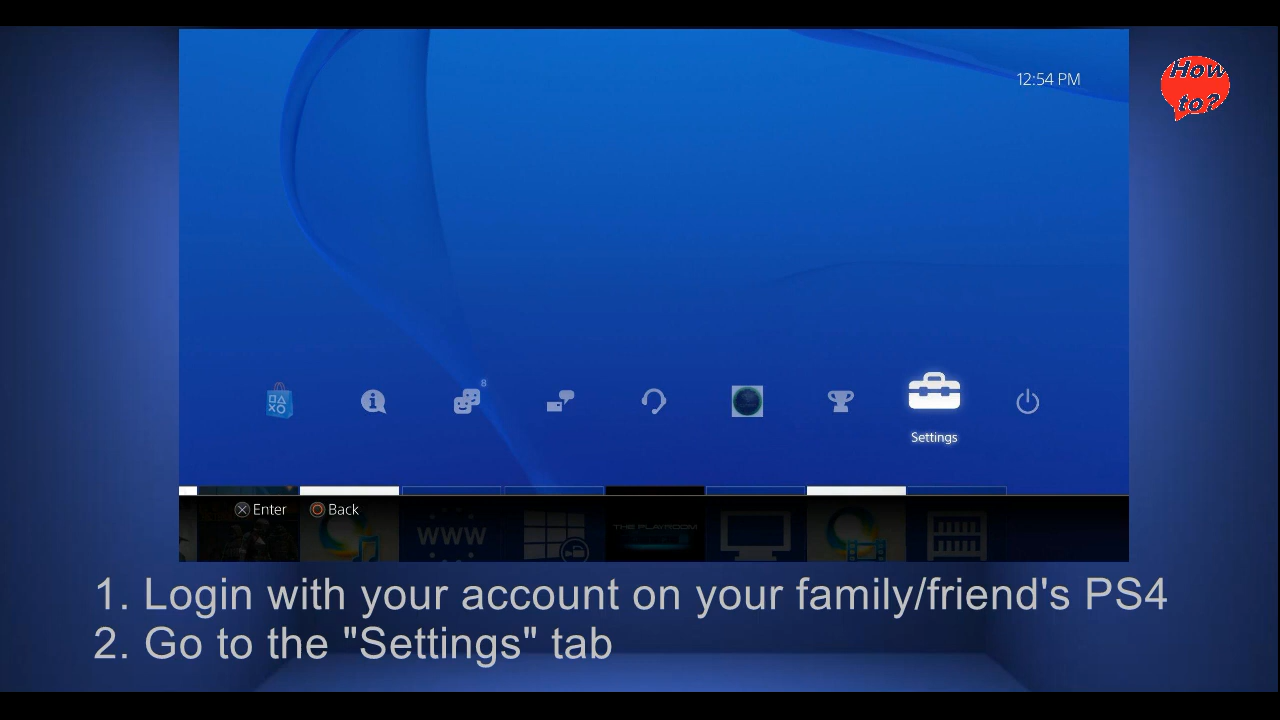 12:54 PM
How
to?
8
Settings
Enter
Back
WWW
THE PLAYROOM
1. Login with your account on your family/friend's PS4
2. Go to the "Settings" tab